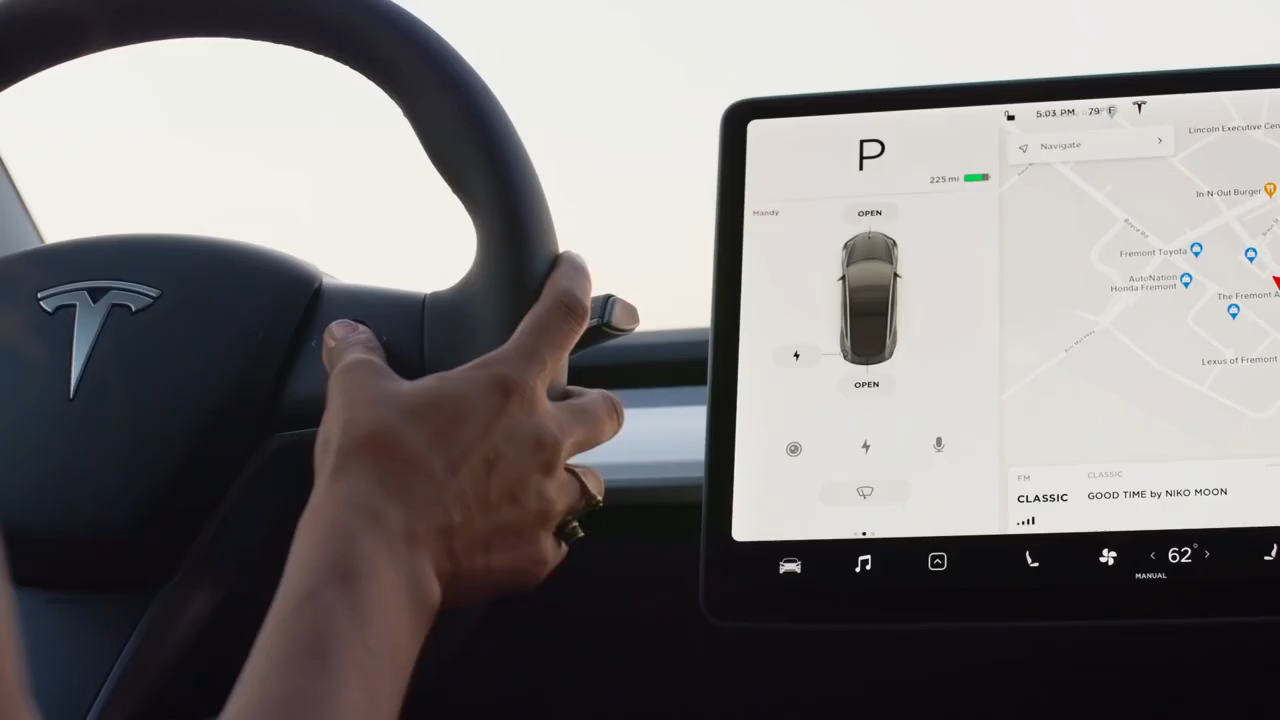 P
225 mi
Mandy
OPEN
OPEN
5:03 PM 79°F
Navigate
Lincoln Executive Cen
In-N-Out Burger
Fremont Toyota
AutoNation
Honda Fremont
The Fremont A
Lexus of Fremont
FM
CLASSIC
CLASSIC
GOOD TIME by NIKO MOON
62°
MANUAL